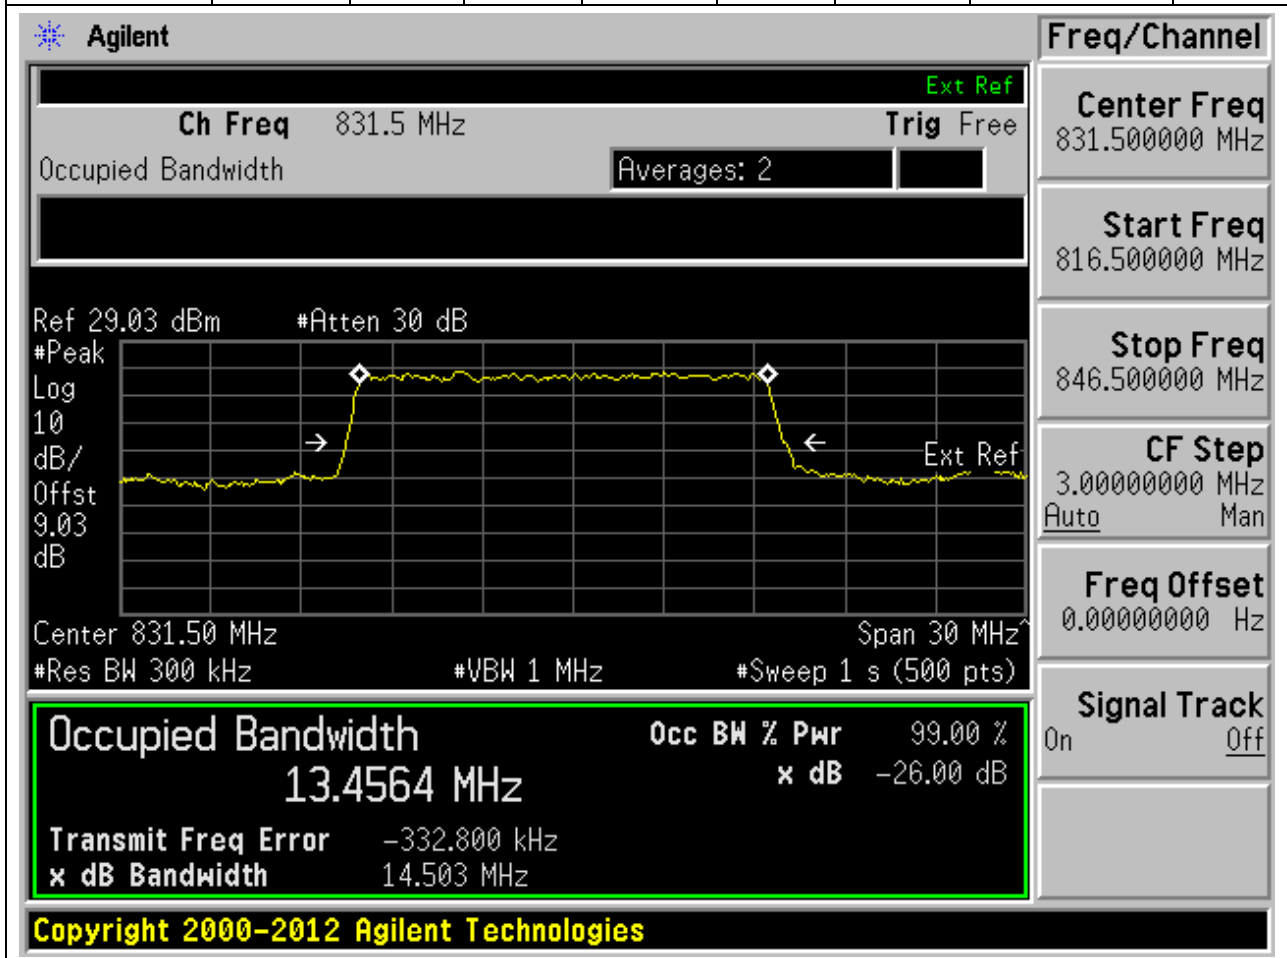 Agilent
Freq/Channel
Ext Ref
Ch Freq 831.5 MHz Trig Free
Occupied Bandwidth Averages: 2
Center Freq
831.500000 MHz
Start Freq
816.500000 MHz
Stop Freq
846.500000 MHz
CF Step
3.00000000 MHz
Auto Man
Freq Offset
0.00000000 Hz
Signal Track
On Off
Ref 29.03 dBm #Atten 30 dB
#Peak
Log
10
dB/
Offst
9.03
dB
Ext Ref
Center 831.50 MHz Span 30 MHz^
#Res BW 300 kHz #VBW 1 MHz #Sweep 1 s (500 pts)
Occupied Bandwidth Occ BW % Pwr 99.00 %
13.4564 MHz x dB -26.00 dB
Transmit Freq Error -332.800 kHz
x dB Bandwidth 14.503 MHz
Copyright 2000-2012 Agilent Technologies